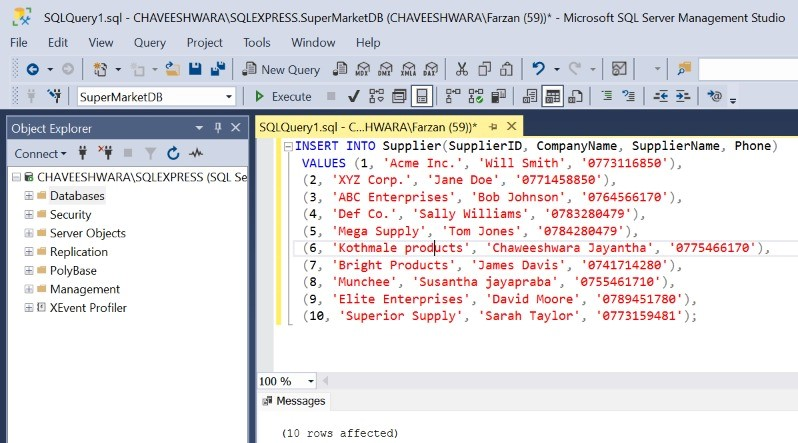 SQLQuery1.sql - CHAVEESHWARA\SQLEXPRESS.SuperMarketDB (CHAVEESHWARA\Farzan (59))* - Microsoft SQL Server Management Studio
File Edit View Query Project Tools Window Help
New Query MDX DMX XMLA DAX
SuperMarketDB Execute
Object Explorer
Connect
CHAVEESHWARA\SQLEXPRESS (SQL Se
Databases
Security
Server Objects
Replication
PolyBase
Management
XEvent Profiler
SQLQuery1.sql - C...HWARA\Farzan (59))*
INSERT INTO Supplier(SupplierID, CompanyName, SupplierName, Phone)
VALUES (1, 'Acme Inc.', 'Will Smith', '0773116850'),
(2, 'XYZ Corp.', 'Jane Doe', '0771458850'),
(3, 'ABC Enterprises', 'Bob Johnson', '0764566170'),
(4, 'Def Co.', 'Sally Williams', '0783280479'),
(5, 'Mega Supply', 'Tom Jones', '0784280479'),
(6, 'Kothmale products', 'Chaweeshwara Jayantha', '0775466170'),
(7, 'Bright Products', 'James Davis', '0741714280'),
(8, 'Munchee', 'Susantha jayapraba', '0755461710'),
(9, 'Elite Enterprises', 'David Moore', '0789451780'),
(10, 'Superior Supply', 'Sarah Taylor', '0773159481');
100 %
Messages
(10 rows affected)